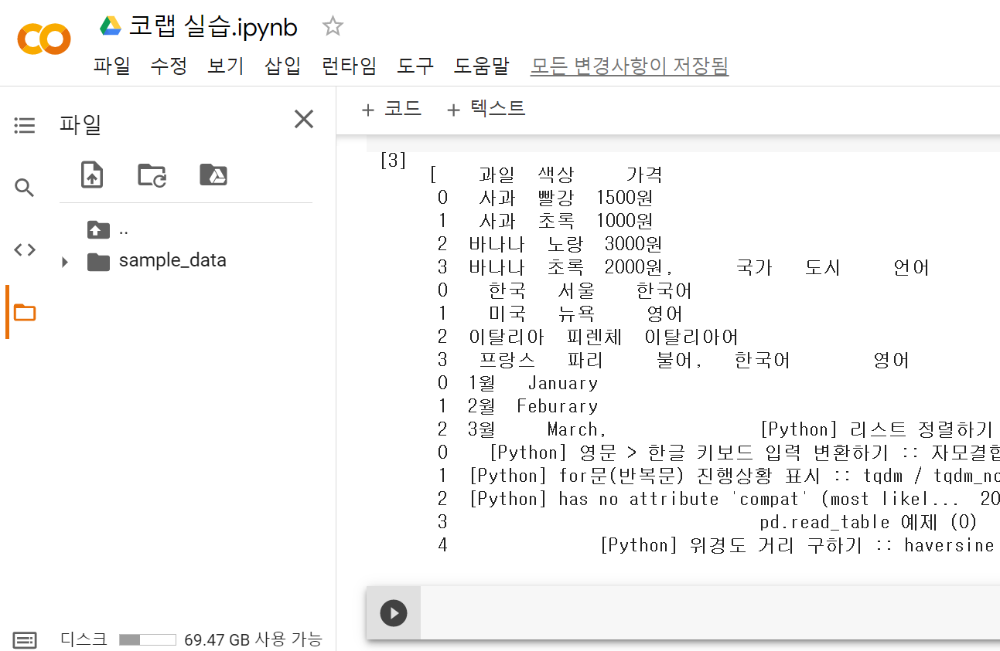 코랩 실습.ipynb
파일 수정 보기 삽입 런타임 도구 도움말 모든 변경사항이 저장됨
파일
..
sample_data
디스크 69.47 GB 사용 가능
+ 코드 + 텍스트
[3]
[ 과일 색상 가격
0 사과 빨강 1500원
1 사과 초록 1000원
2 바나나 노랑 3000원
3 바나나 초록 2000원, 국가 도시 언어
0 한국 서울 한국어
1 미국 뉴욕 영어
2 이탈리아 피렌체 이탈리아어
3 프랑스 파리 불어, 한국어 영어
0 1월 January
1 2월 Feburary
2 3월 March, [Python] 리스트 정렬하기
0 [Python] 영문 > 한글 키보드 입력 변환하기 :: 자모결합
1 [Python] for문(반복문) 진행상황 표시 :: tqdm / tqdm_no
2 [Python] has no attribute 'compat' (most likel... 20
3 pd.read_table 예제 (0)
4 [Python] 위경도 거리 구하기 :: haversine